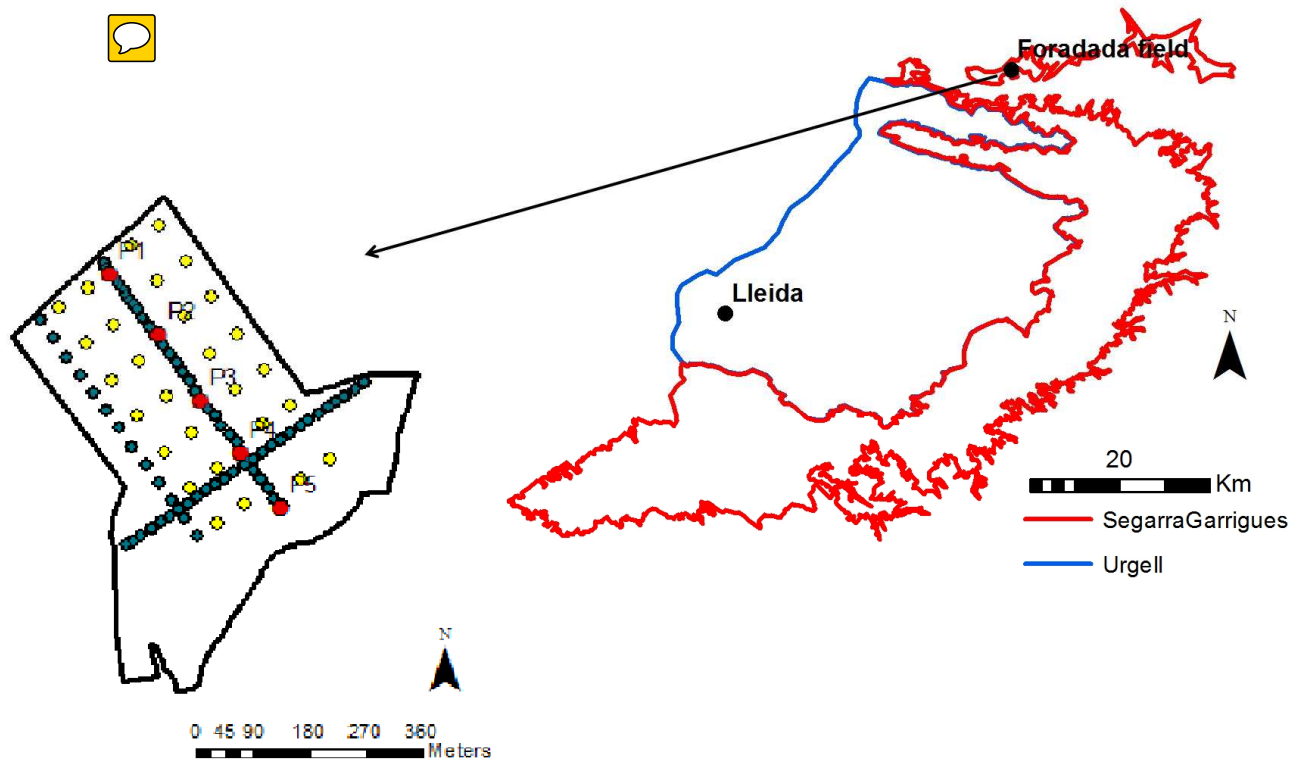 Foradada field
Lleida
N
20
Km
SegarraGarrigues
Urgell
P1
P2
P3
P4
P5
N
0 45 90 180 270 360
Meters